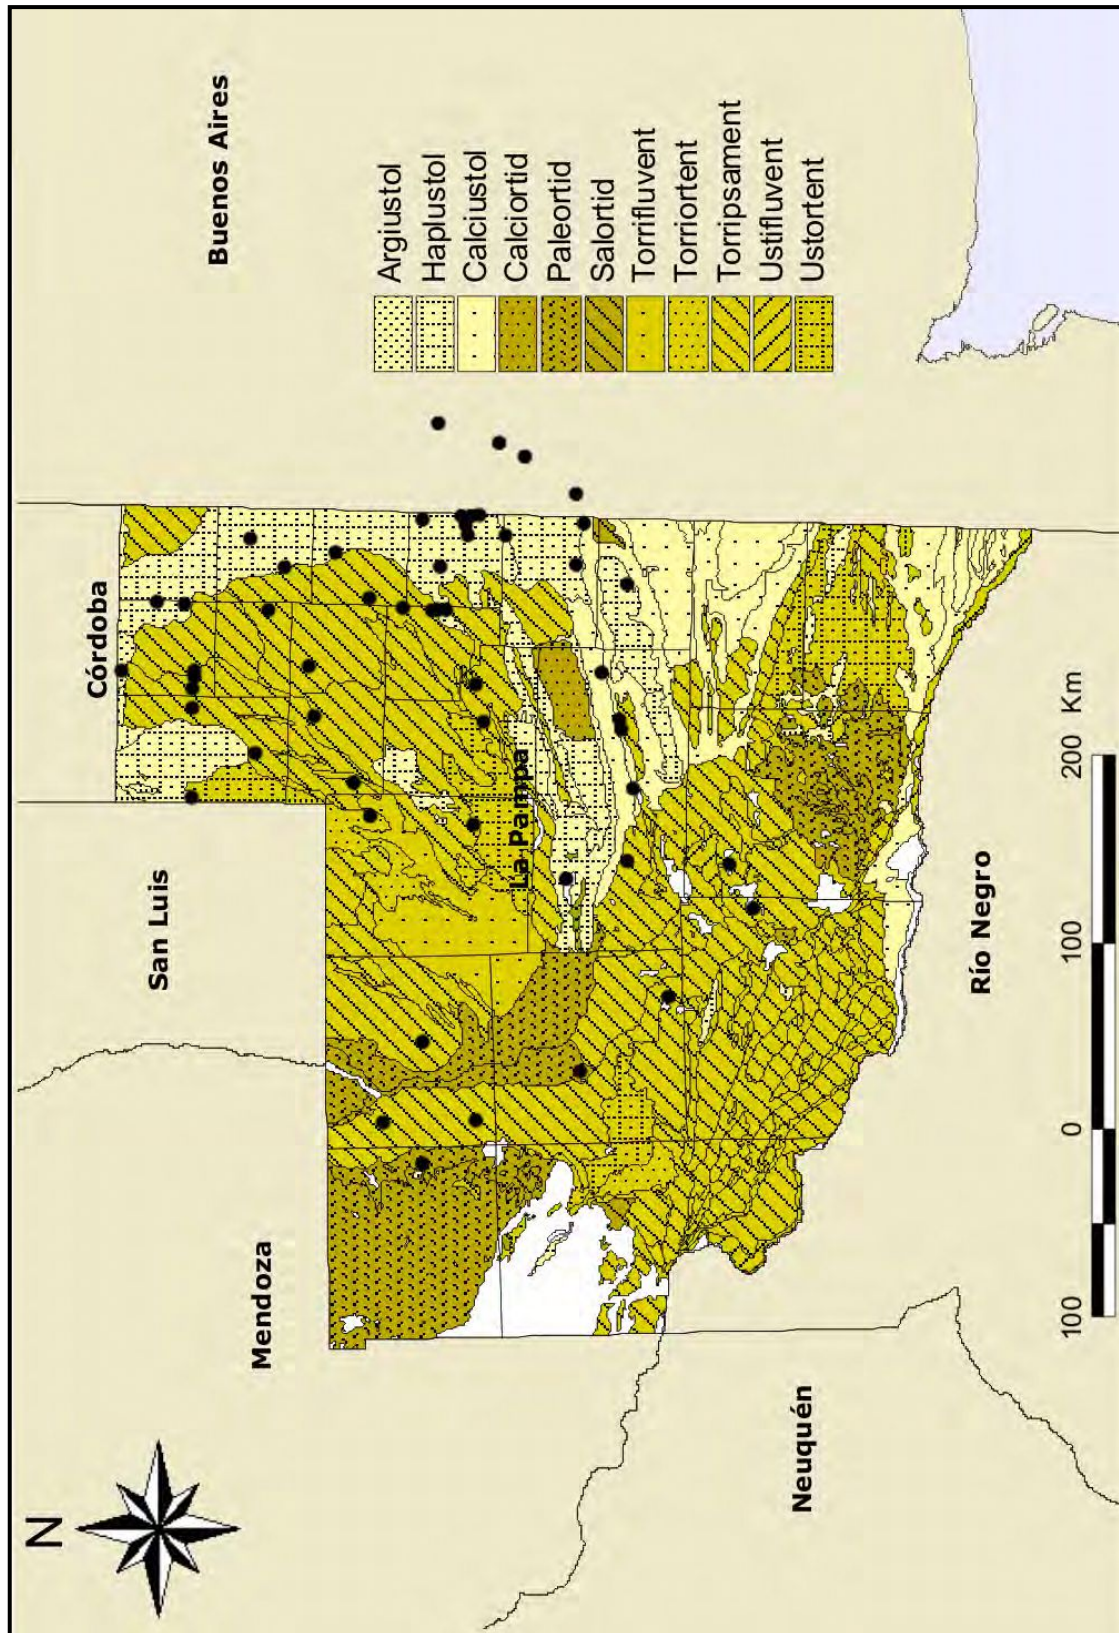 N
Mendoza
San Luis
Córdoba
Buenos Aires
La Pampa
Neuquén
Río Negro
Argiustol
Haplustol
Calciustol
Calciortid
Paleortid
Salortid
Torrifluvent
Torriortent
Torripsament
Ustifluvent
Ustortent
100 0 100 200 Km